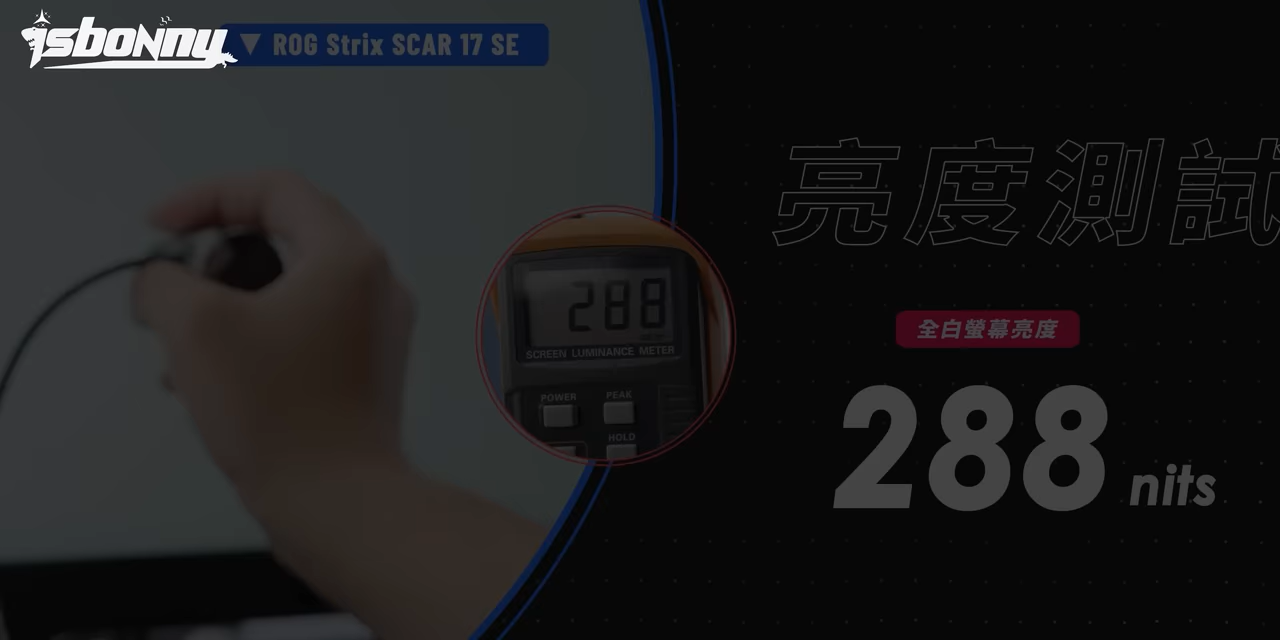 isbonny
▼ ROG Strix SCAR 17 SE
亮度測試
288
SCREEN LUMINANCE METER
POWER
PEAK
HOLD
全白螢幕亮度
288 nits